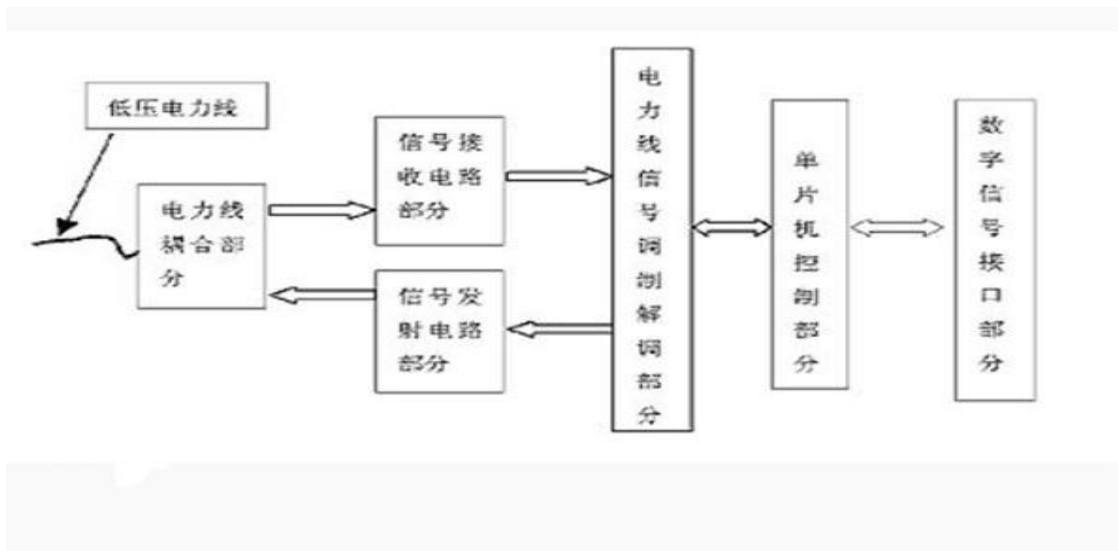 低压电力线
电力线
耦合部
分
信号接
收电路
部分
信号发
射电路
部分
电力线信号调制解调部分
单片机控制部分
数字信号接口部分